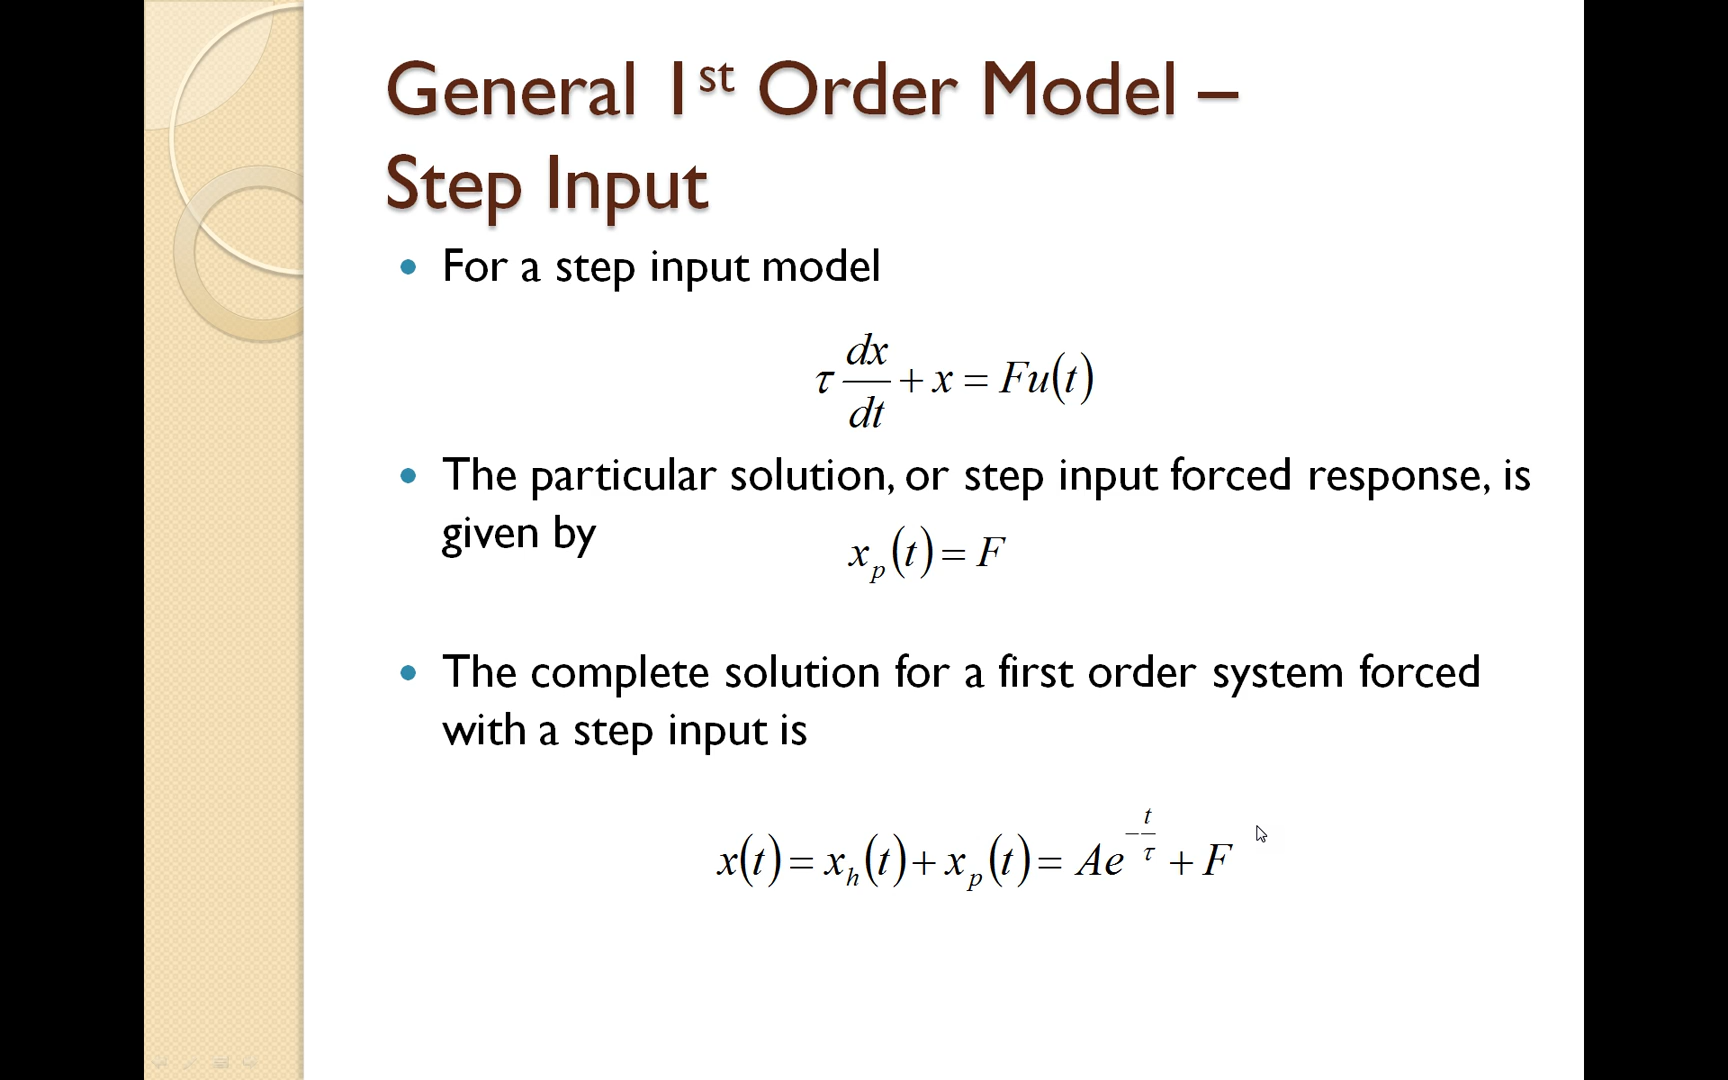 General 1st Order Model –
Step Input
• For a step input model
τ dx/dt + x = Fu(t)
• The particular solution, or step input forced response, is
given by
x_p(t) = F
• The complete solution for a first order system forced
with a step input is
x(t) = x_h(t) + x_p(t) = Ae^(-t/τ) + F